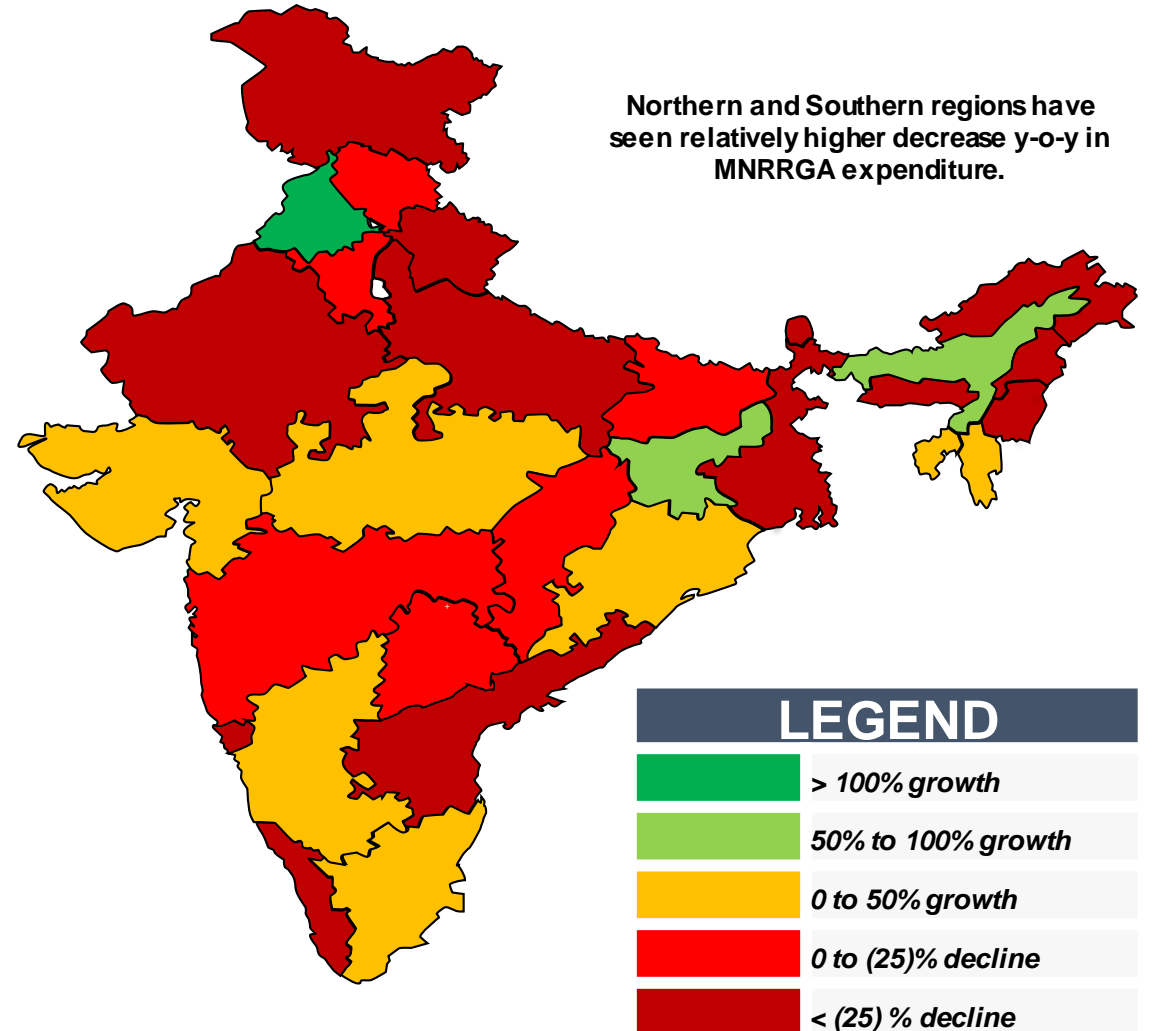 Northern and Southern regions have
seen relatively higher decrease y-o-y in
MNRRGA expenditure.
LEGEND
> 100% growth
50% to 100% growth
0 to 50% growth
0 to (25)% decline
< (25) % decline